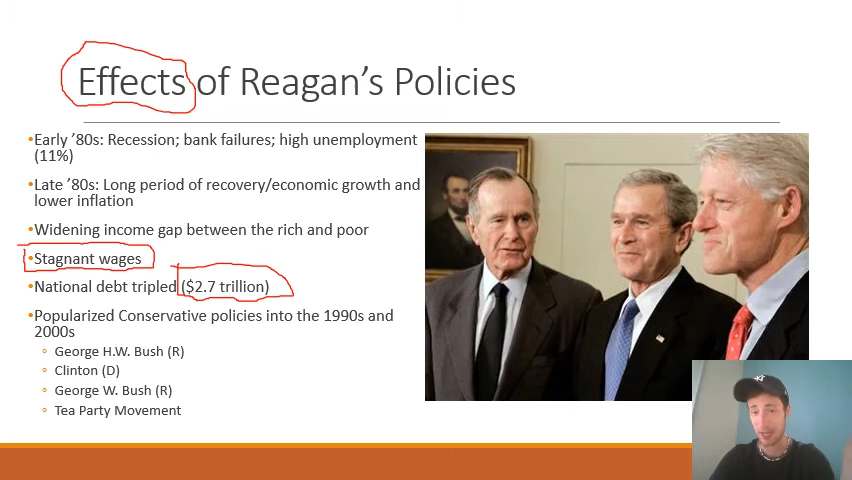 Effects of Reagan's Policies
•Early '80s: Recession; bank failures; high unemployment
(11%)
•Late '80s: Long period of recovery/economic growth and
lower inflation
•Widening income gap between the rich and poor
•Stagnant wages
•National debt tripled ($2.7 trillion)
•Popularized Conservative policies into the 1990s and
2000s
◦ George H.W. Bush (R)
◦ Clinton (D)
◦ George W. Bush (R)
◦ Tea Party Movement